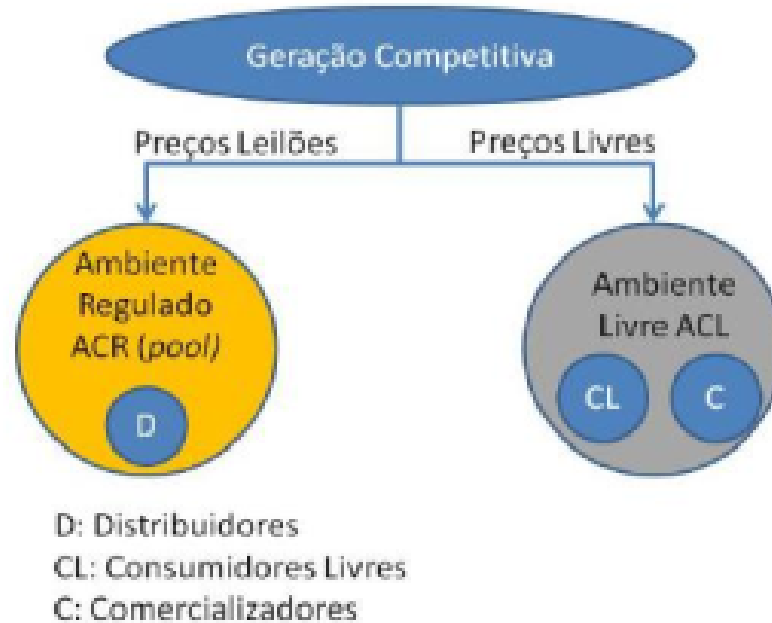 Geração Competitiva
Preços Leilões
Preços Livres
Ambiente
Regulado
ACR (pool)
D
Ambiente
Livre ACL
CL
C
D: Distribuidores
CL: Consumidores Livres
C: Comercializadores